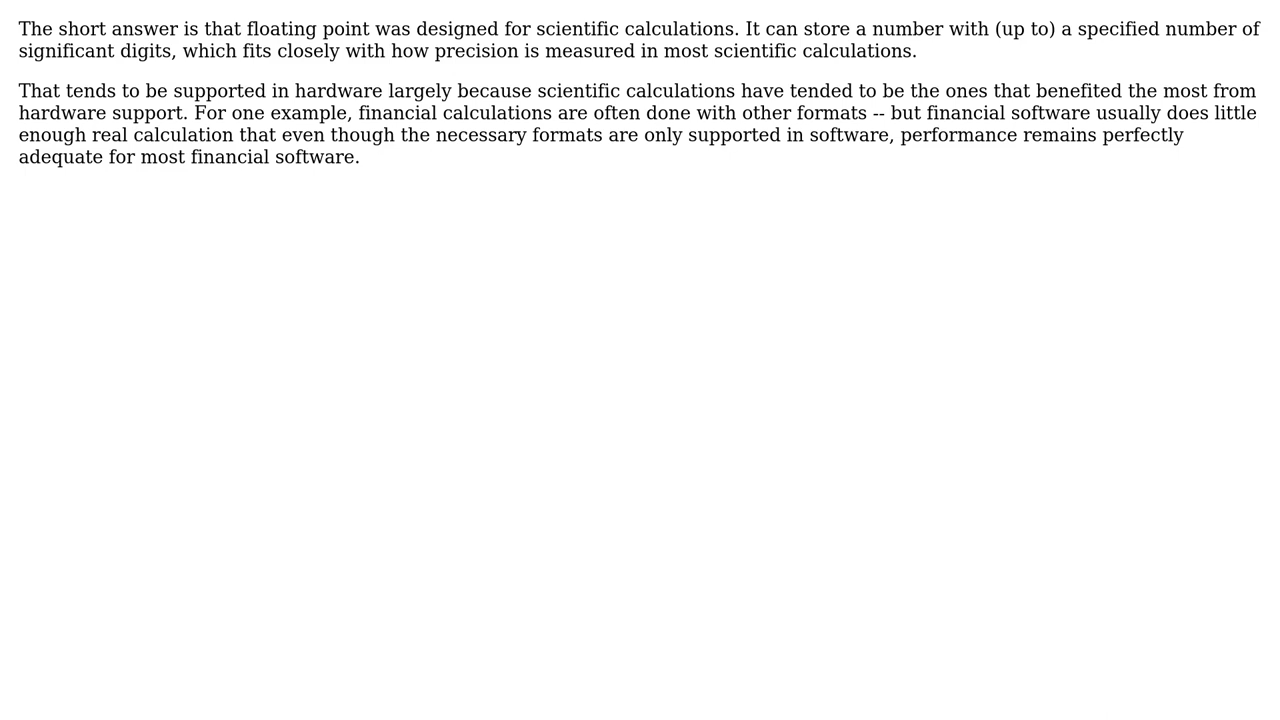 The short answer is that floating point was designed for scientific calculations. It can store a number with (up to) a specified number of
significant digits, which fits closely with how precision is measured in most scientific calculations.
That tends to be supported in hardware largely because scientific calculations have tended to be the ones that benefited the most from
hardware support. For one example, financial calculations are often done with other formats -- but financial software usually does little
enough real calculation that even though the necessary formats are only supported in software, performance remains perfectly
adequate for most financial software.